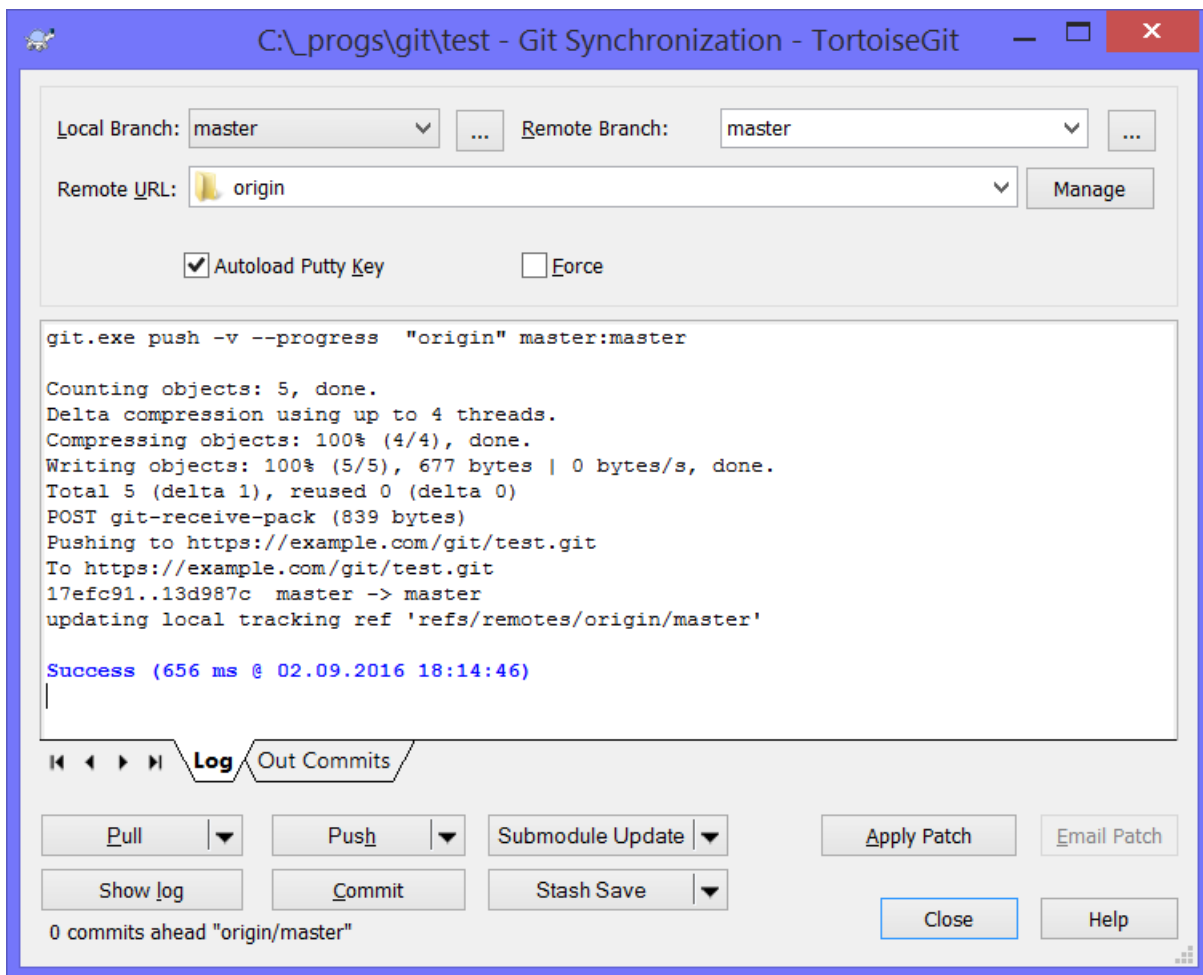 C:\_progs\git\test - Git Synchronization - TortoiseGit
Local Branch: master ... Remote Branch: master ...
Remote URL: origin Manage
Autoload Putty Key Force
git.exe push -v --progress  "origin" master:master
Counting objects: 5, done.
Delta compression using up to 4 threads.
Compressing objects: 100% (4/4), done.
Writing objects: 100% (5/5), 677 bytes | 0 bytes/s, done.
Total 5 (delta 1), reused 0 (delta 0)
POST git-receive-pack (839 bytes)
Pushing to https://example.com/git/test.git
To https://example.com/git/test.git
17efc91..13d987c  master -> master
updating local tracking ref 'refs/remotes/origin/master'
Success (656 ms @ 02.09.2016 18:14:46)
Log Out Commits
Pull Push Submodule Update Apply Patch Email Patch
Show log Commit Stash Save
0 commits ahead "origin/master" Close Help